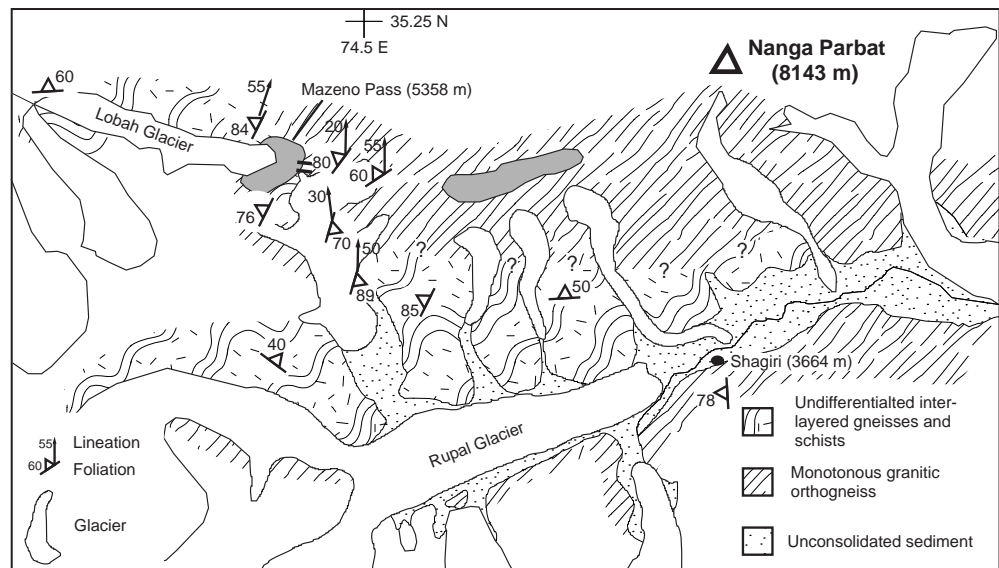 35.25 N
74.5 E
Nanga Parbat
(8143 m)
60
55
Mazeno Pass (5358 m)
Lobah Glacier
84
20
55
80
60
30
76
70
50
?
?
?
?
?
89
85
50
40
Shagiri (3664 m)
78
Rupal Glacier
55
Lineation
60
Foliation
Glacier
Undifferentialted inter-
layered gneisses and
schists
Monotonous granitic
orthogneiss
Unconsolidated sediment